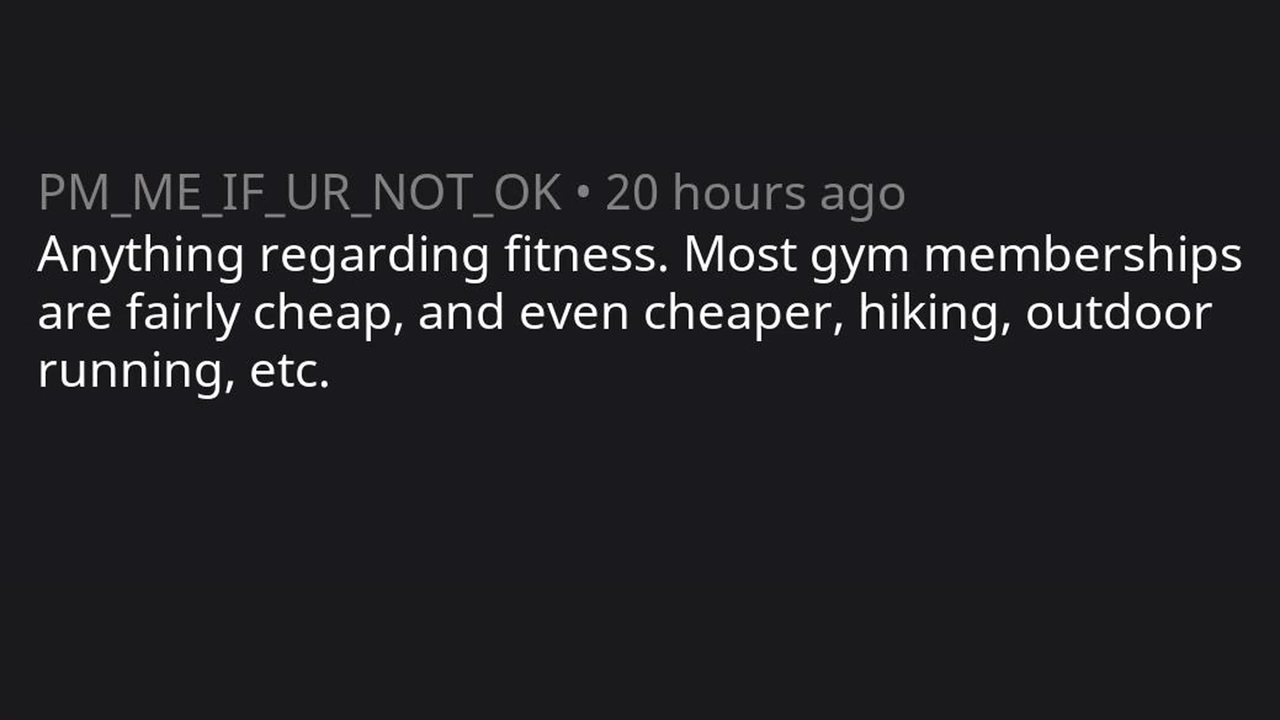 PM_ME_IF_UR_NOT_OK • 20 hours ago
Anything regarding fitness. Most gym memberships
are fairly cheap, and even cheaper, hiking, outdoor
running, etc.